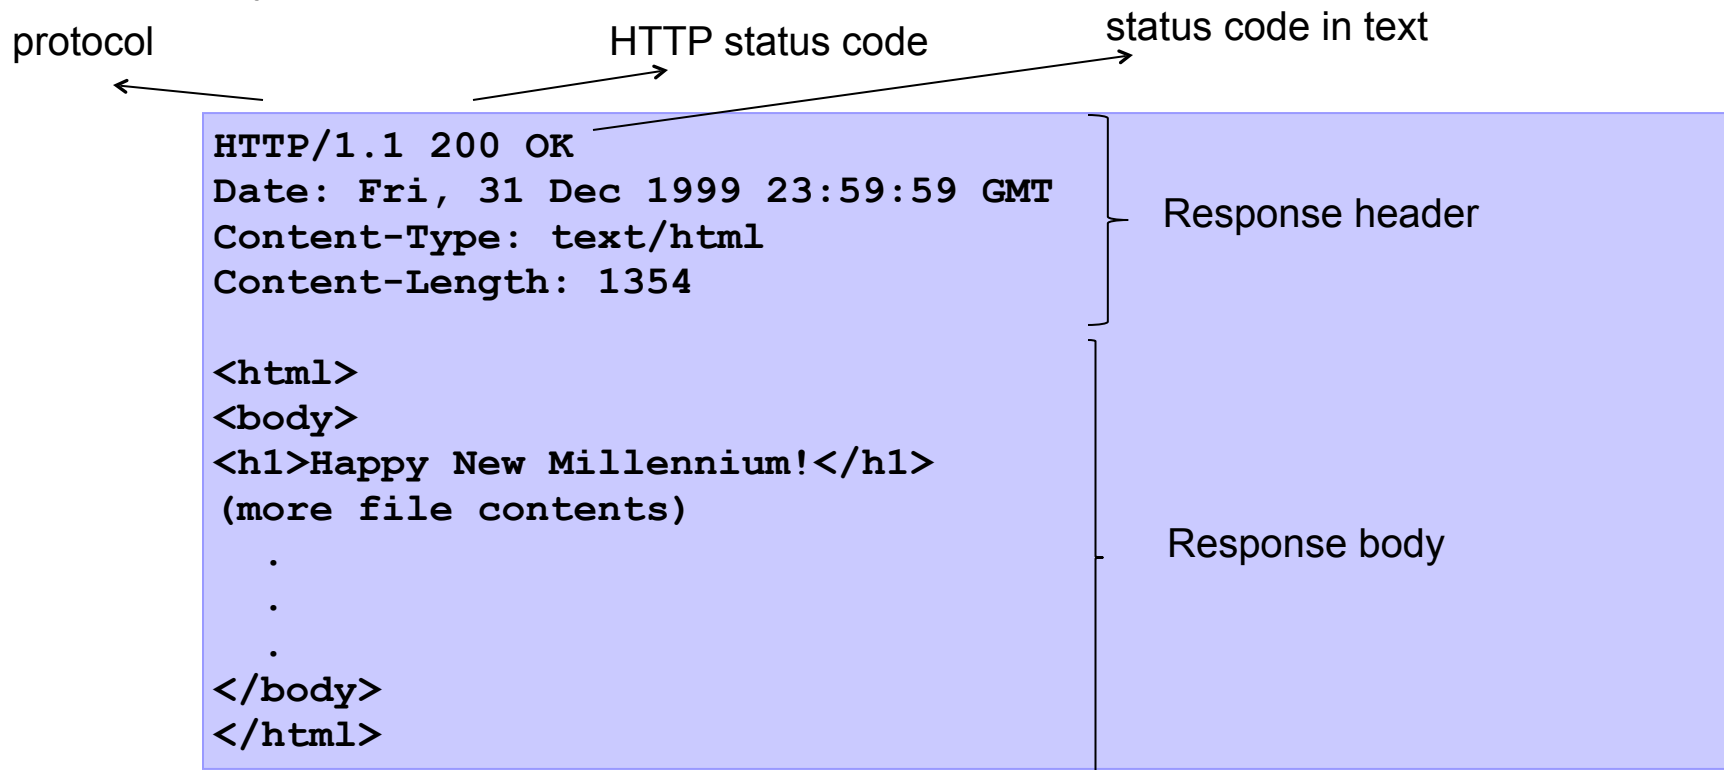 protocol
HTTP status code
status code in text
HTTP/1.1 200 OK
Date: Fri, 31 Dec 1999 23:59:59 GMT
Content-Type: text/html
Content-Length: 1354
Response header
<html>
<body>
<h1>Happy New Millennium!</h1>
(more file contents)
.
.
.
</body>
</html>
Response body